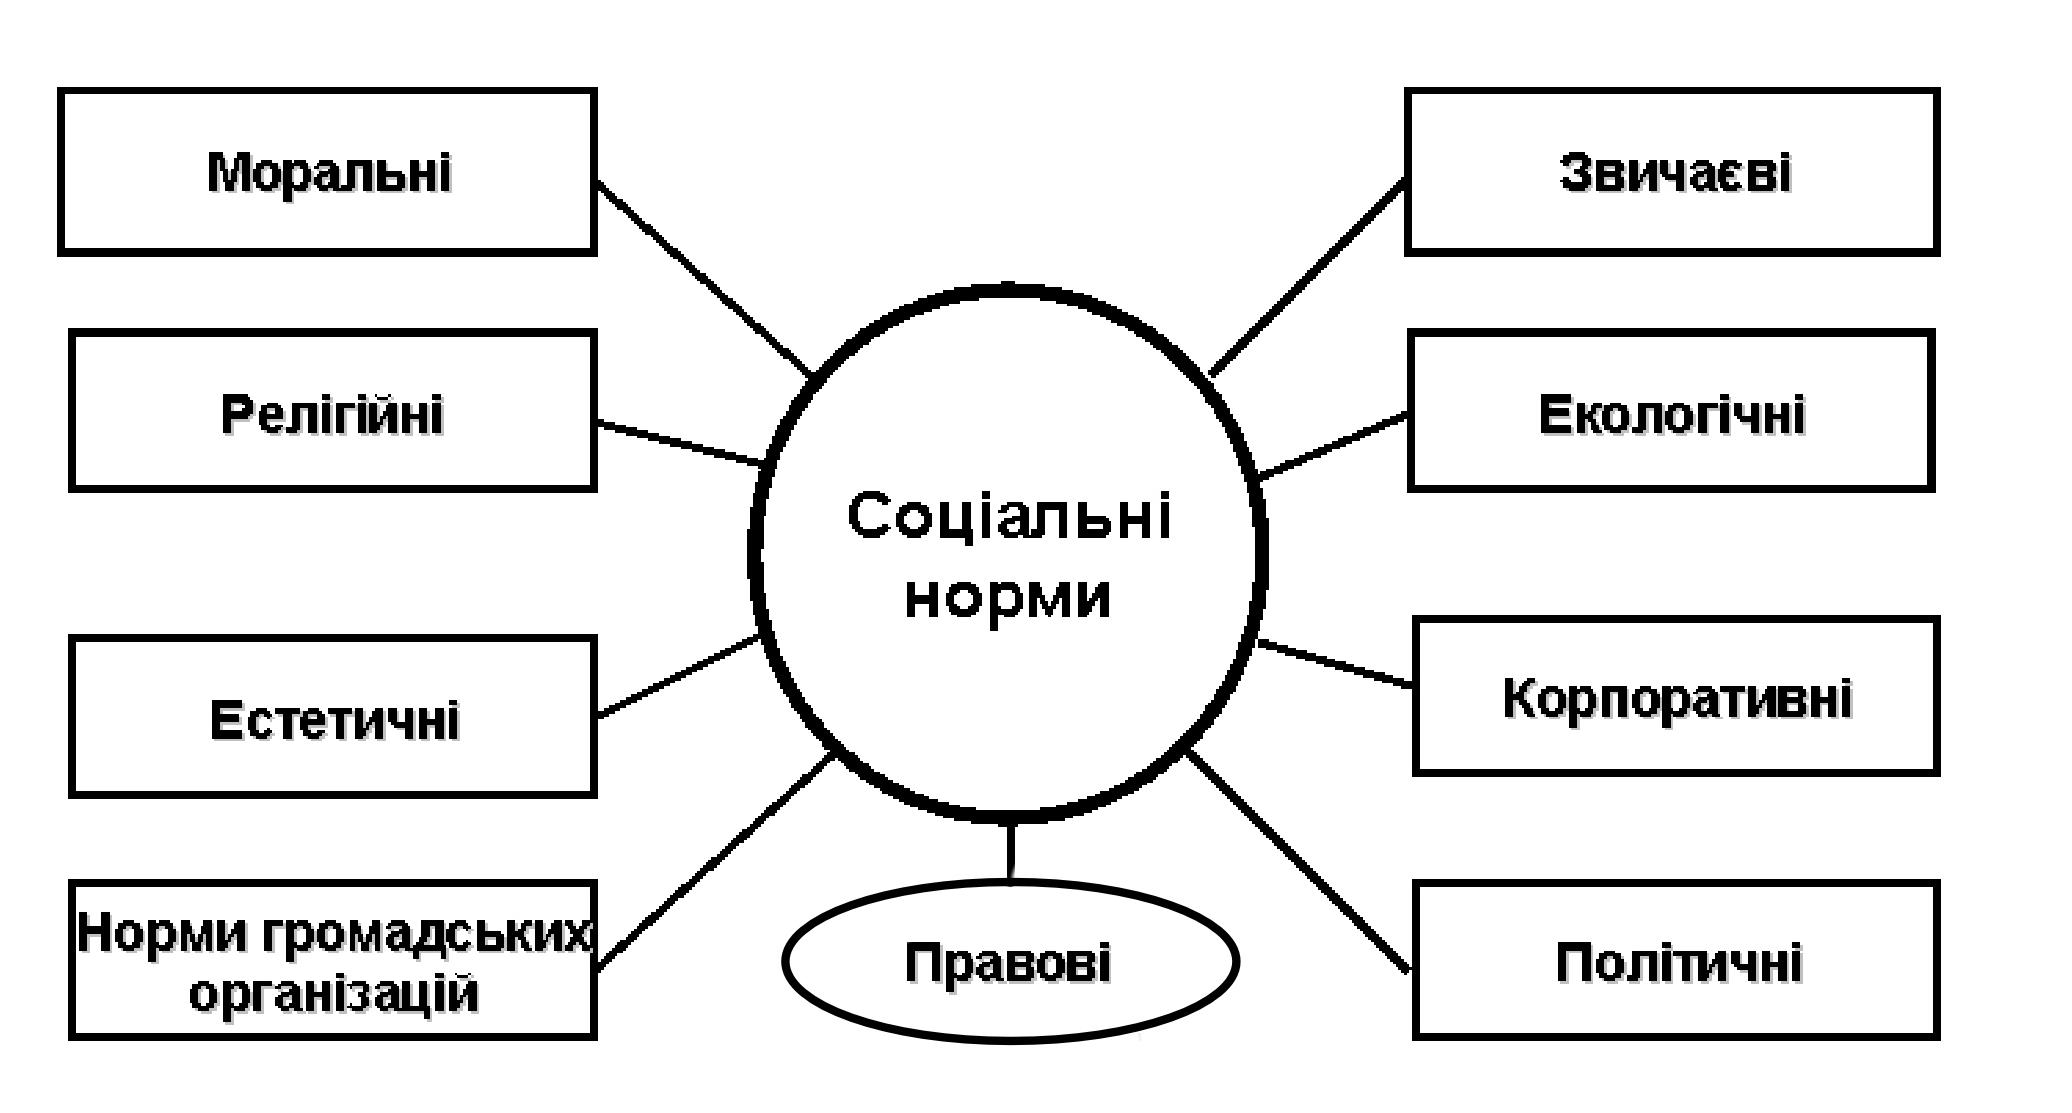 Моральні
Звичаєві
Релігійні
Екологічні
Соціальні
норми
Естетичні
Корпоративні
Норми громадських
організацій
Правові
Політичні